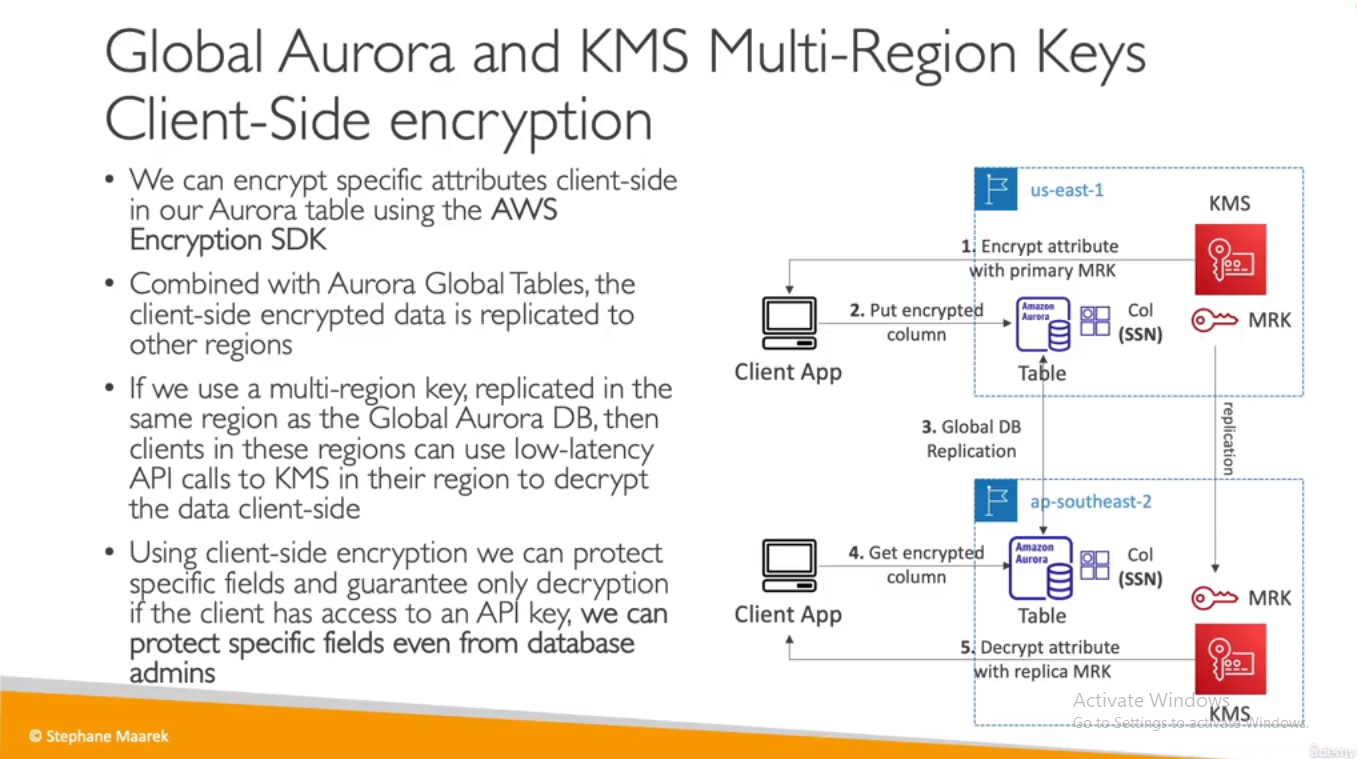 Global Aurora and KMS Multi-Region Keys
Client-Side encryption
• We can encrypt specific attributes client-side
in our Aurora table using the AWS
Encryption SDK
• Combined with Aurora Global Tables, the
client-side encrypted data is replicated to
other regions
• If we use a multi-region key, replicated in the
same region as the Global Aurora DB, then
clients in these regions can use low-latency
API calls to KMS in their region to decrypt
the data client-side
• Using client-side encryption we can protect
specific fields and guarantee only decryption
if the client has access to an API key, we can
protect specific fields even from database
admins
us-east-1
KMS
1. Encrypt attribute
with primary MRK
2. Put encrypted
column
Amazon
Aurora
Col
(SSN)
MRK
Client App
Table
3. Global DB
Replication
replication
ap-southeast-2
4. Get encrypted
column
Amazon
Aurora
Col
(SSN)
MRK
Client App
Table
5. Decrypt attribute
with replica MRK
KMS
Activate Windows
Go to Settings to activate Windows.
© Stephane Maarek
ûdemy